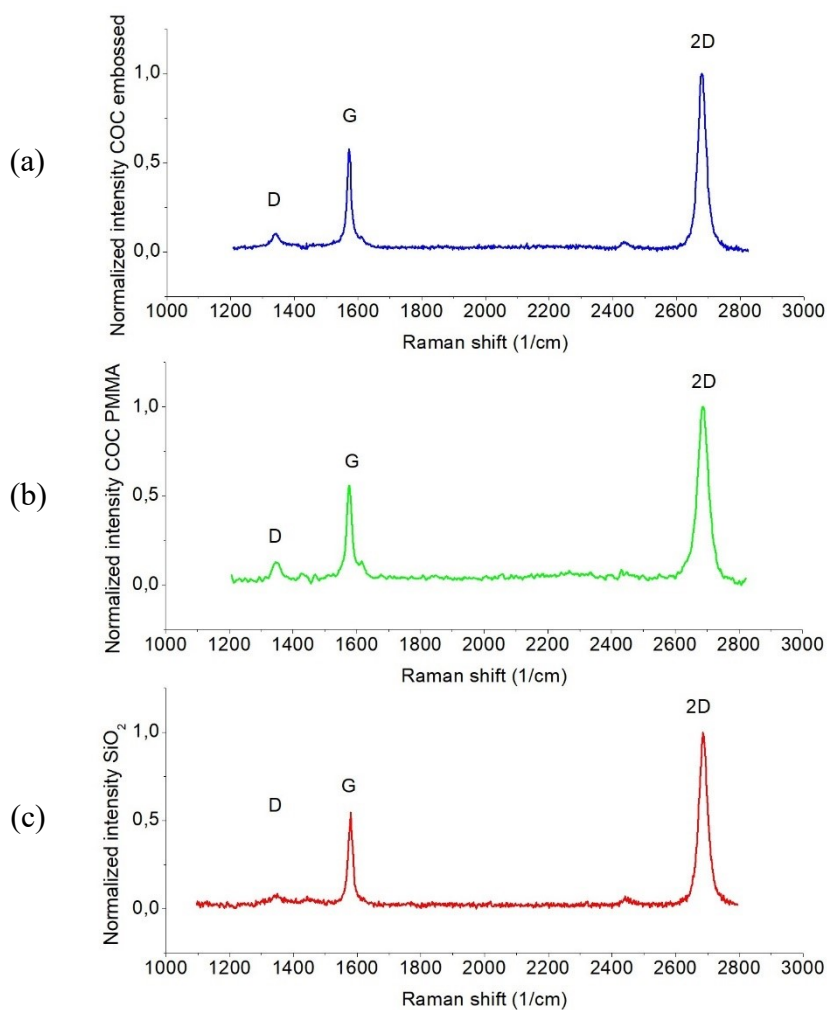 (a)
Normalized intensity COC embossed
1,0
0,5
0,0
D
G
2D
1000 1200 1400 1600 1800 2000 2200 2400 2600 2800 3000
Raman shift (1/cm)
(b)
Normalized intensity COC PMMA
1,0
0,5
0,0
D
G
2D
1000 1200 1400 1600 1800 2000 2200 2400 2600 2800 3000
Raman shift (1/cm)
(c)
Normalized intensity SiO₂
1,0
0,5
0,0
D
G
2D
1000 1200 1400 1600 1800 2000 2200 2400 2600 2800 3000
Raman shift (1/cm)